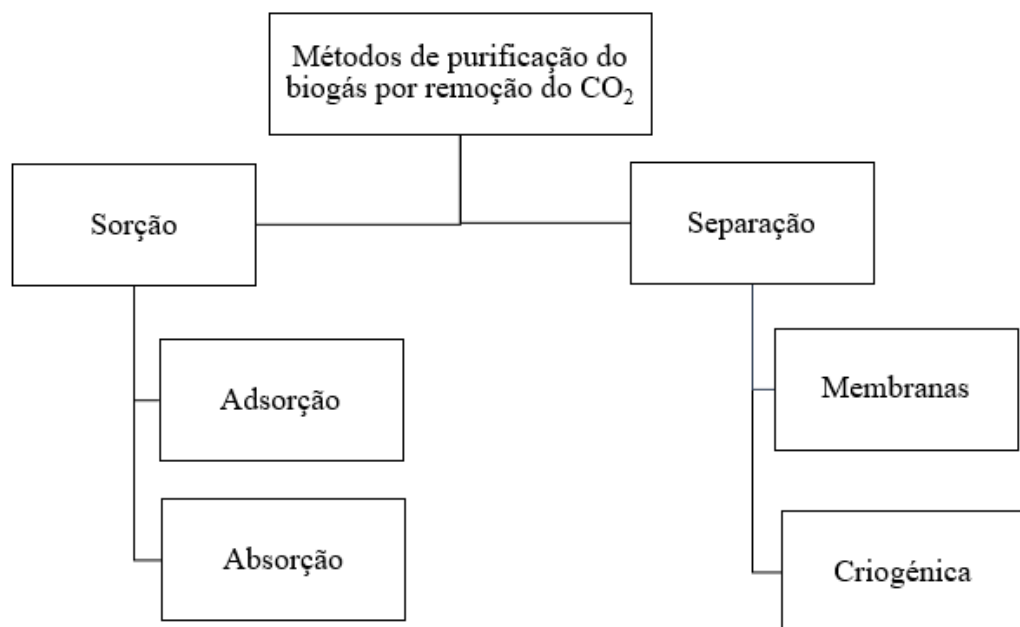 Métodos de purificação do
biogás por remoção do CO₂
Sorção
Separação
Adsorção
Membranas
Absorção
Criogénica